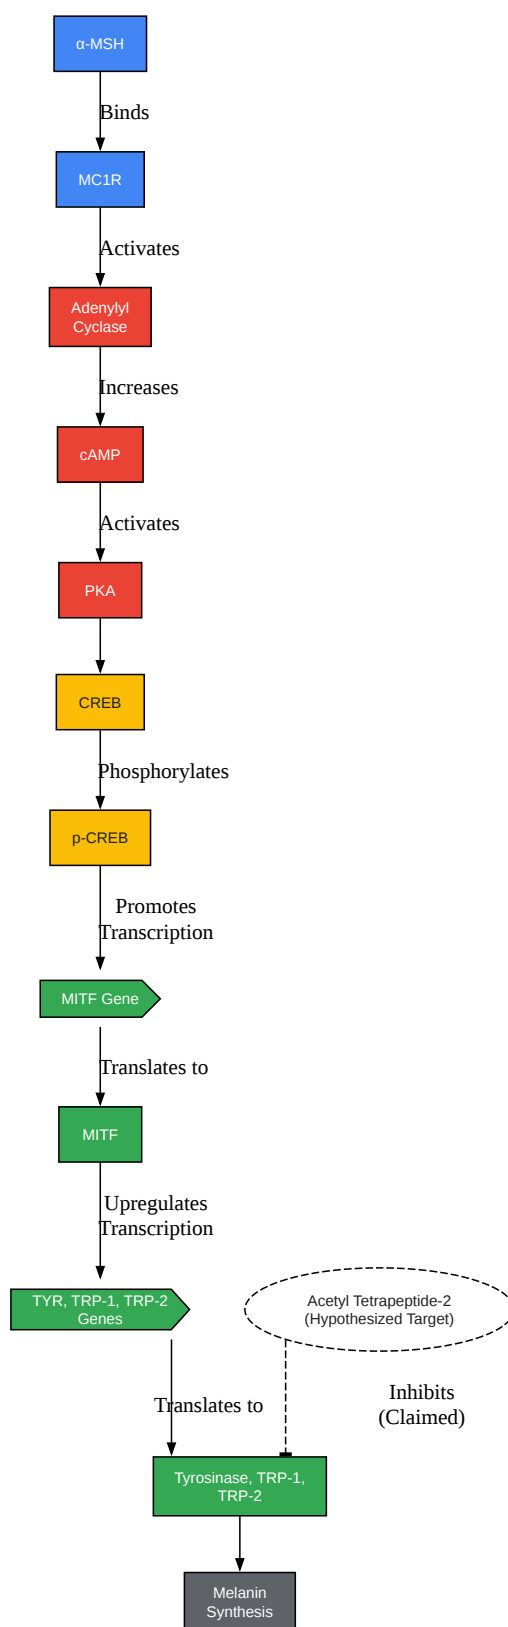 α-MSH
Binds
MC1R
Activates
Adenylyl
Cyclase
Increases
cAMP
Activates
PKA
CREB
Phosphorylates
p-CREB
Promotes
Transcription
MITF Gene
Translates to
MITF
Upregulates
Transcription
TYR, TRP-1, TRP-2
Genes
Acetyl Tetrapeptide-2
(Hypothesized Target)
Inhibits
(Claimed)
Translates to
Tyrosinase, TRP-1,
TRP-2
Melanin
Synthesis